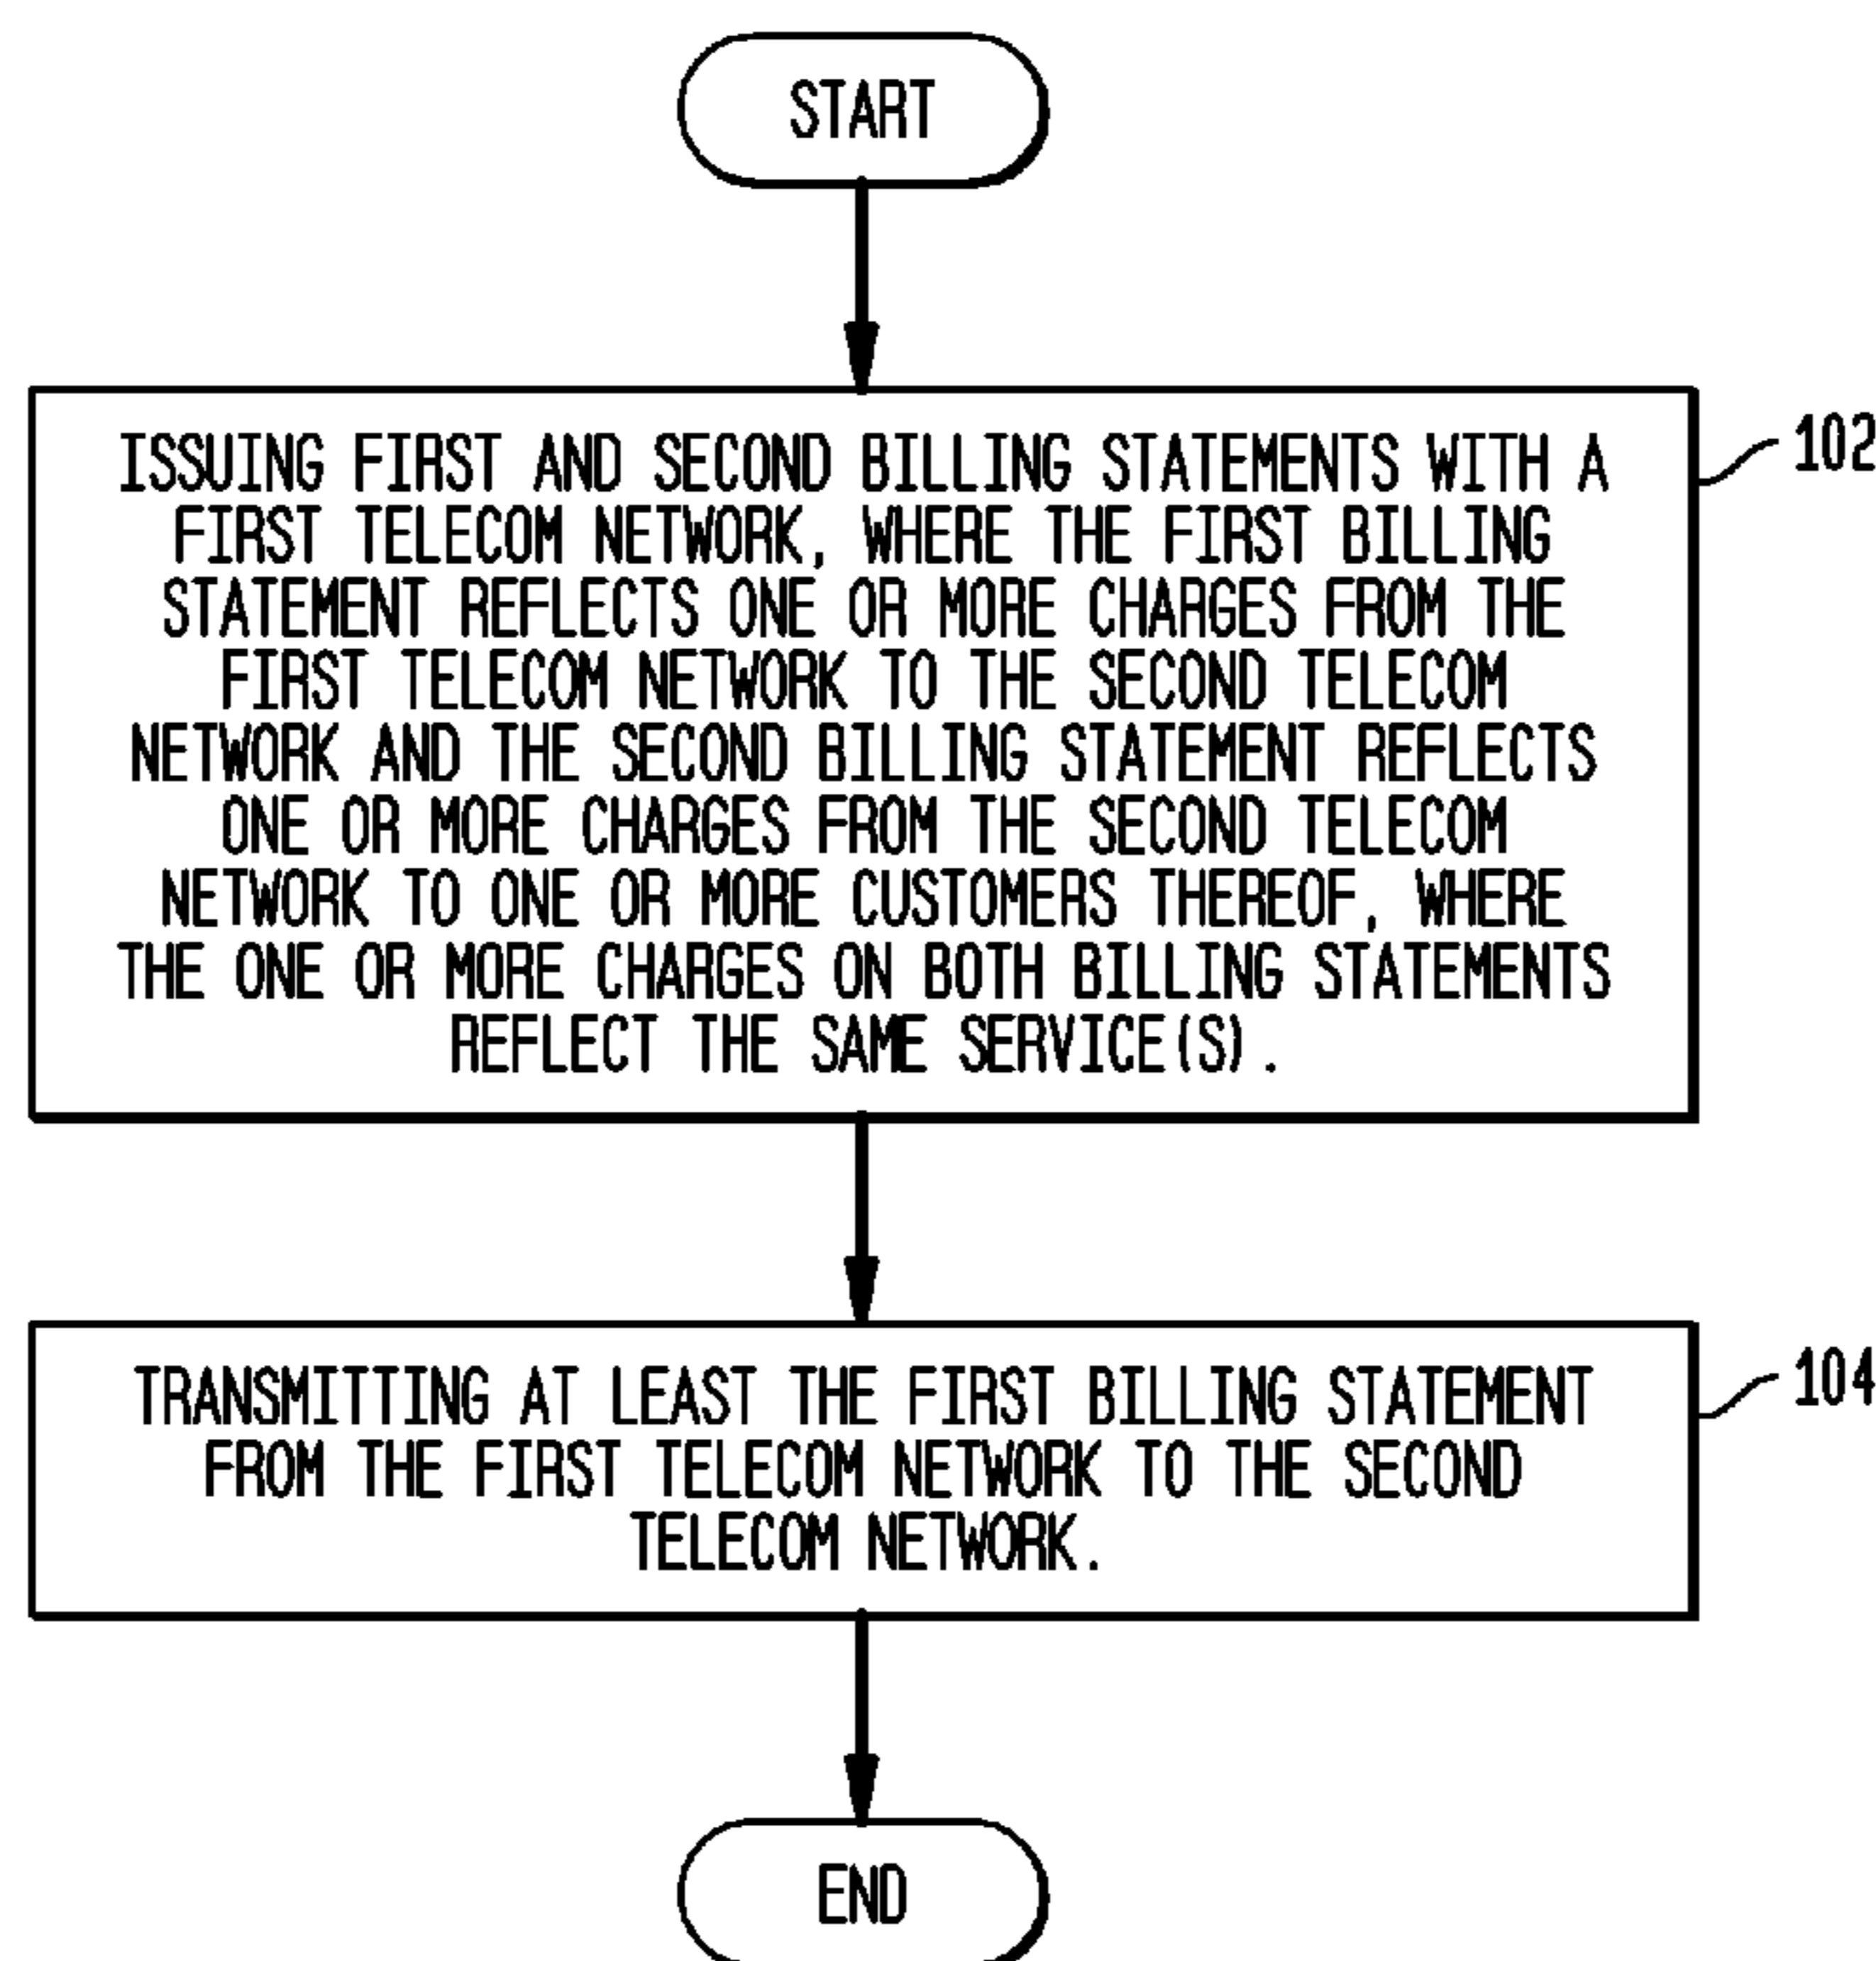 START
ISSUING FIRST AND SECOND BILLING STATEMENTS WITH A
102
FIRST TELECOM NETWORK, WHERE THE FIRST BILLING
STATEMENT REFLECTS ONE OR MORE CHARGES FROM THE
FIRST TELECOM NETWORK TO THE SECOND TELECOM
NETWORK AND THE SECOND BILLING STATEMENT REFLECTS
ONE OR MORE CHARGES FROM THE SECOND TELECOM
NETWORK TO ONE OR MORE CUSTOMERS THEREOF, WHERE
THE ONE OR MORE CHARGES ON BOTH BILLING STATEMENTS
REFLECT THE SAME SERVICE(S).
TRANSMITTING AT LEAST THE FIRST BILLING STATEMENT
104
FROM THE FIRST TELECOM NETWORK TO THE SECOND
TELECOM NETWORK.
END